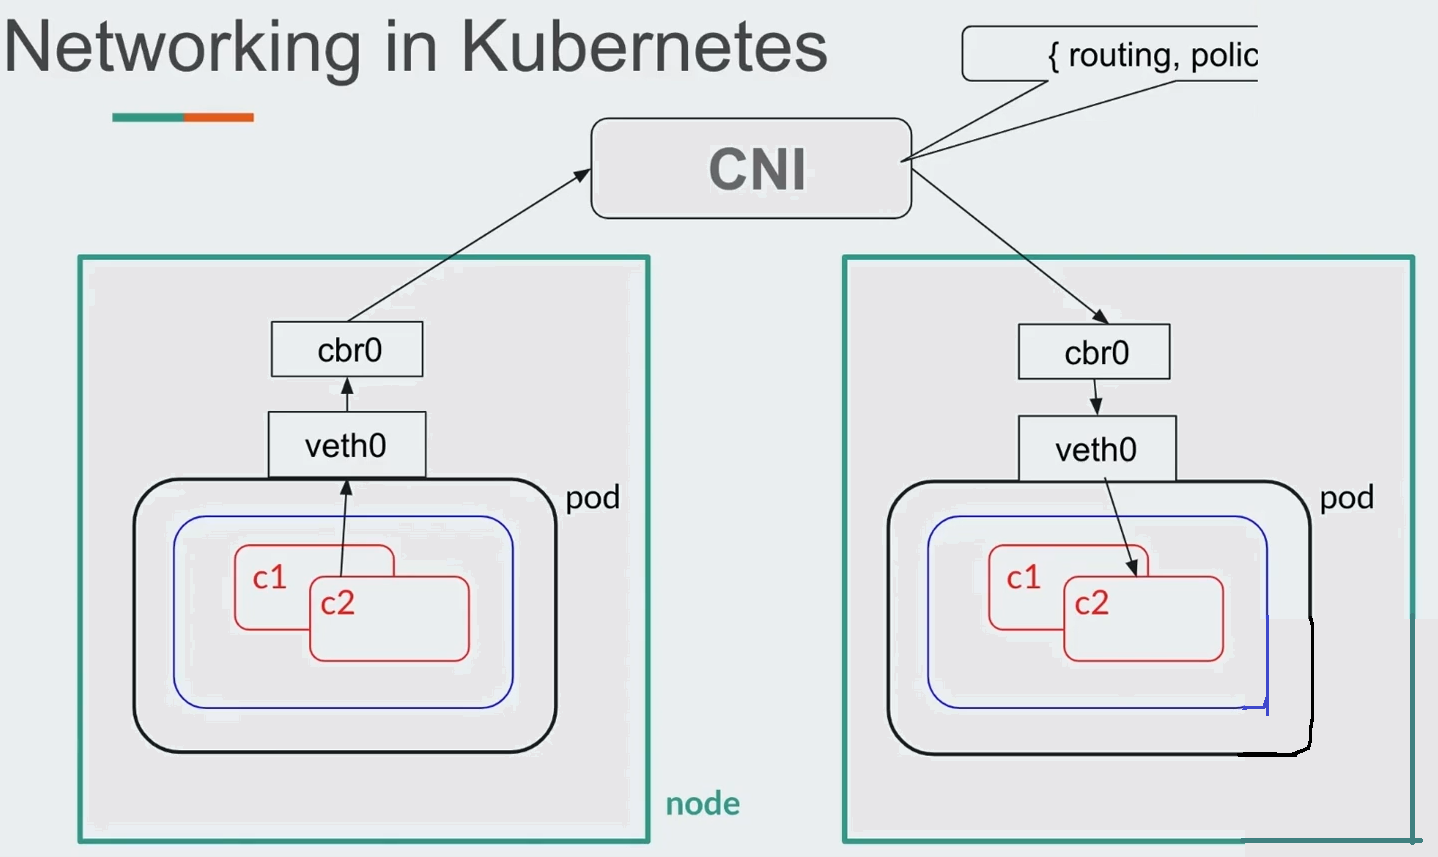 Networking in Kubernetes
{ routing, polic
CNI
cbr0
veth0
pod
c1
c2
node
cbr0
veth0
pod
c1
c2